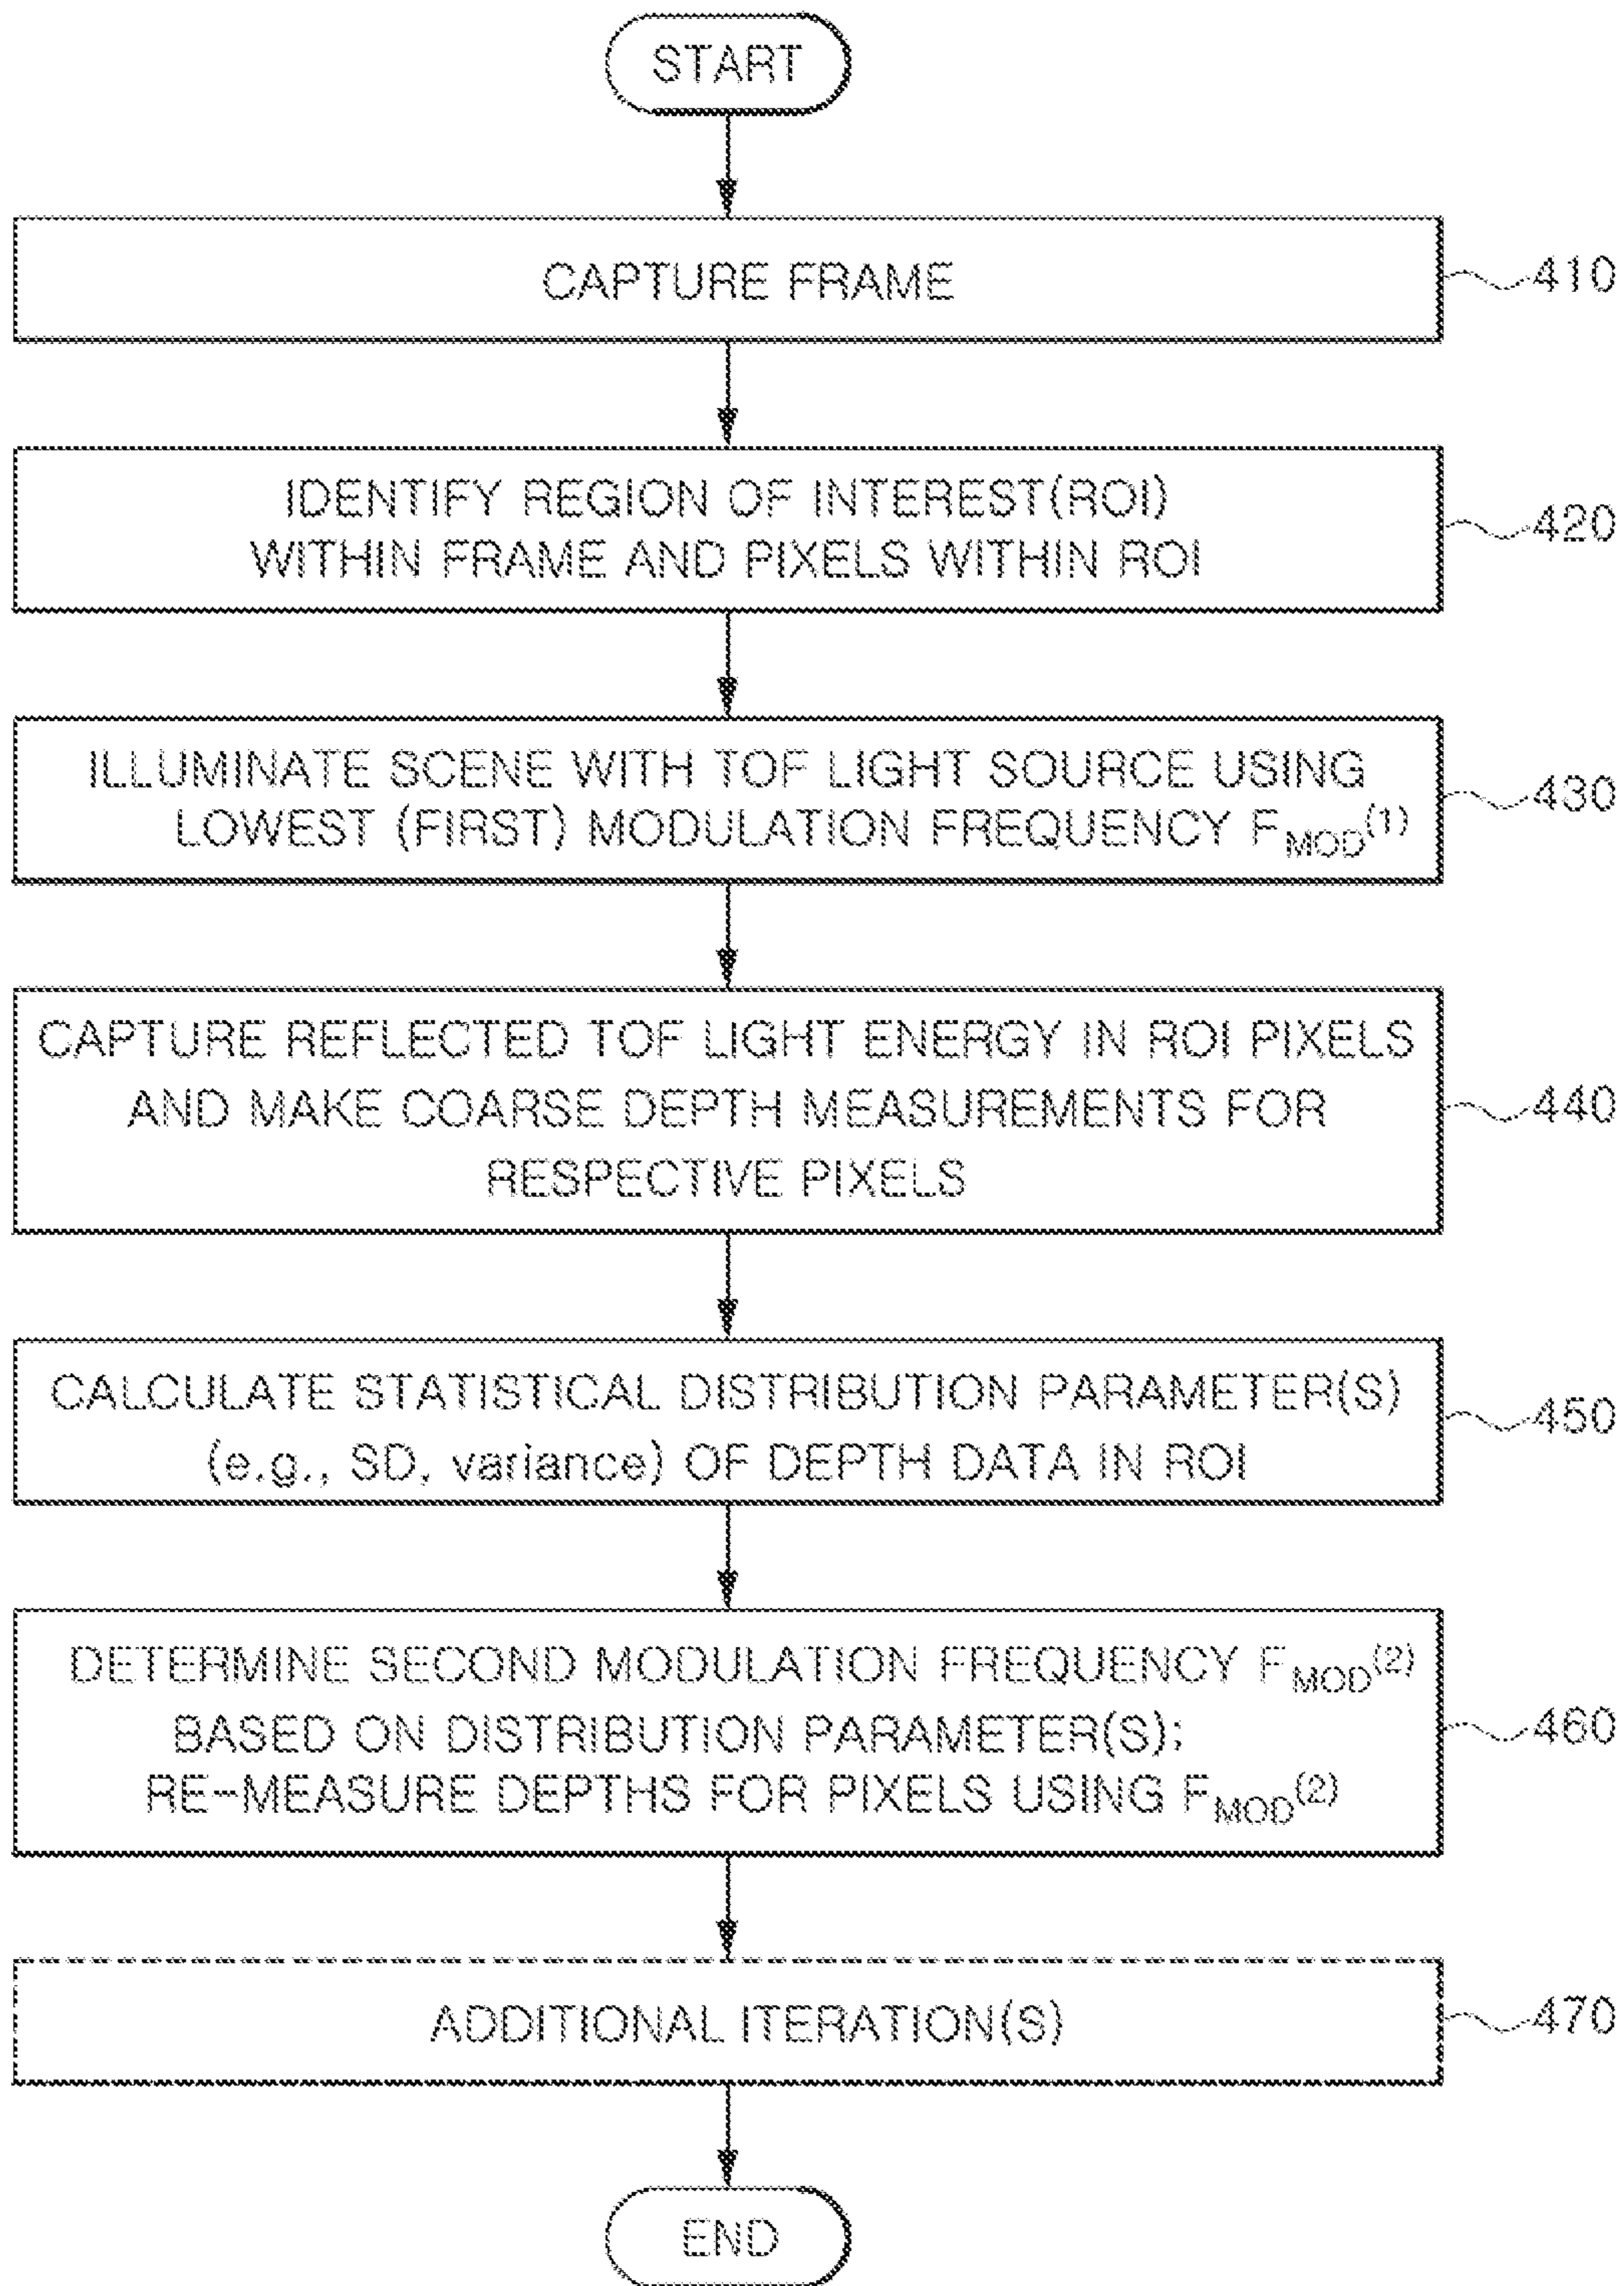 START
CAPTURE FRAME
410
IDENTIFY REGION OF INTEREST(ROI)
WITHIN FRAME AND PIXELS WITHIN ROI
420
ILLUMINATE SCENE WITH TOF LIGHT SOURCE USING
LOWEST (FIRST) MODULATION FREQUENCY FMOD(1)
430
CAPTURE REFLECTED TOF LIGHT ENERGY IN ROI PIXELS
AND MAKE COARSE DEPTH MEASUREMENTS FOR
RESPECTIVE PIXELS
440
CALCULATE STATISTICAL DISTRIBUTION PARAMETER(S)
(e.g., SD, variance) OF DEPTH DATA IN ROI
450
DETERMINE SECOND MODULATION FREQUENCY FMOD(2)
BASED ON DISTRIBUTION PARAMETER(S);
RE-MEASURE DEPTHS FOR PIXELS USING FMOD(2)
460
ADDITIONAL ITERATION(S)
470
END